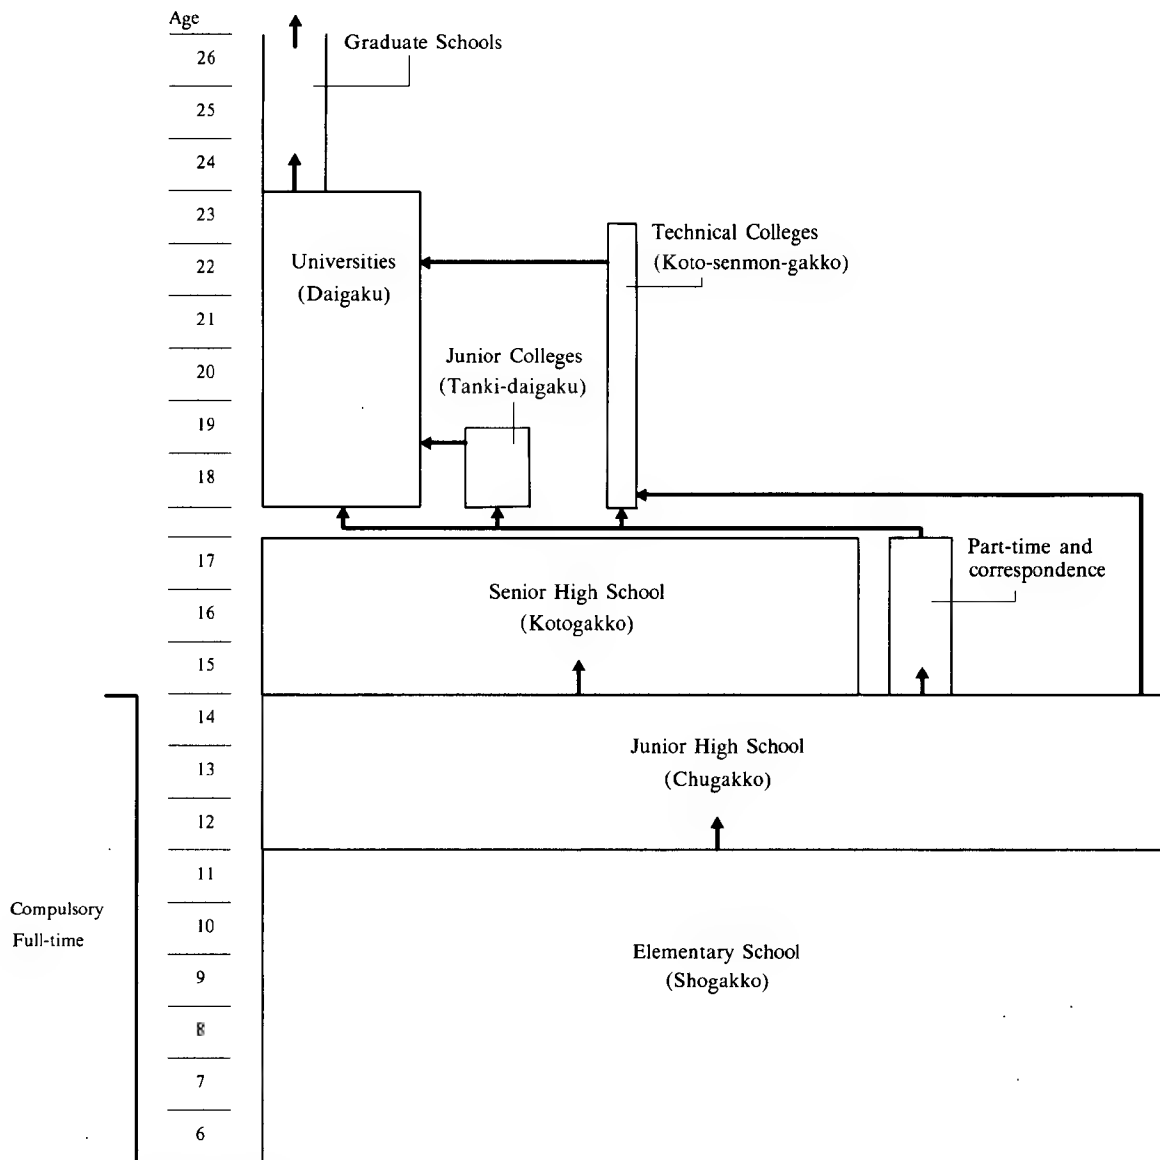 Age
26
Graduate Schools
25
24
23
Technical Colleges
(Koto-senmon-gakko)
Universities
(Daigaku)
22
21
Junior Colleges
(Tanki-daigaku)
20
19
18
17
Part-time and
correspondence
Senior High School
(Kotogakko)
16
15
14
Junior High School
(Chugakko)
13
12
11
Compulsory
Full-time
10
Elementary School
(Shogakko)
9
8
7
6